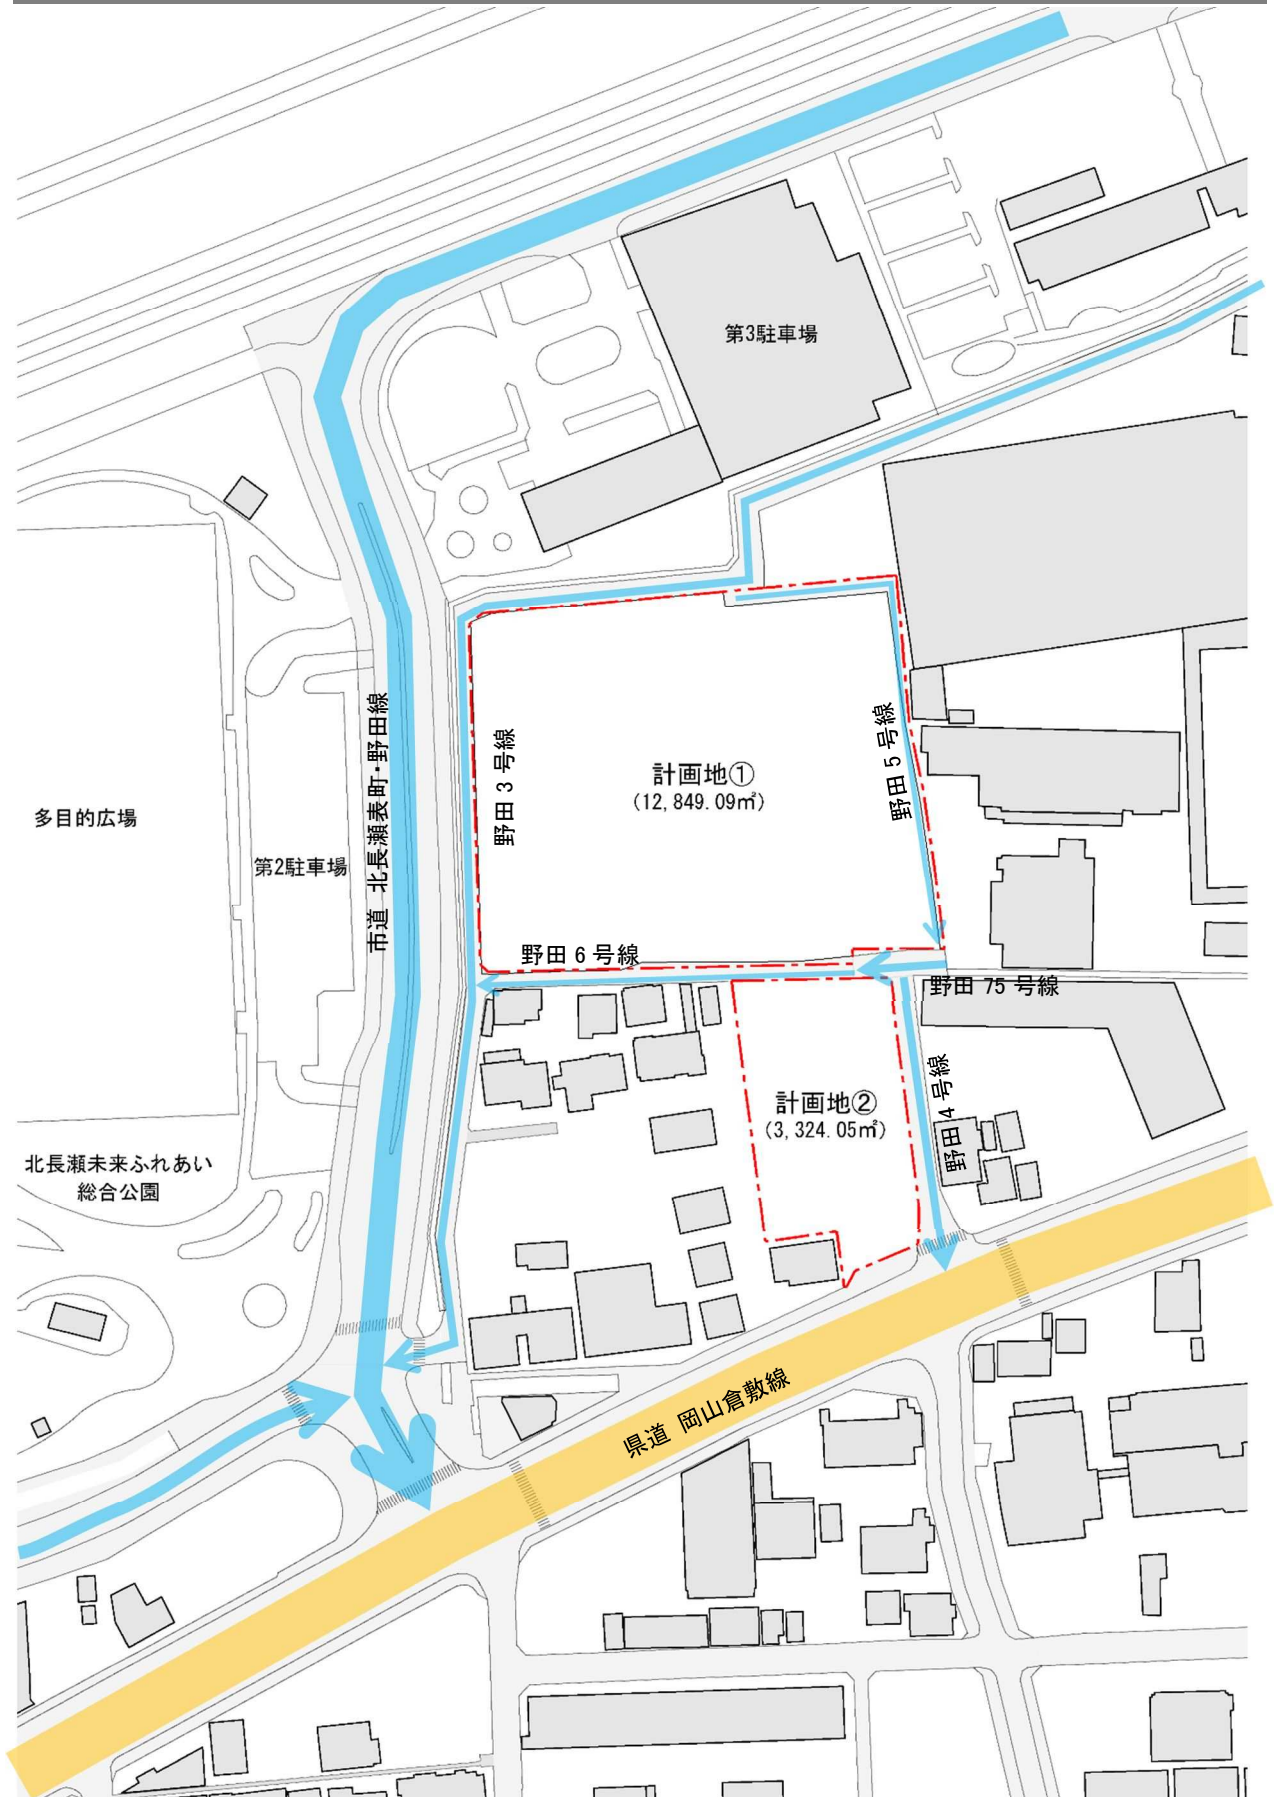 第3駐車場
市道 北長瀬表町・野田線
野田 3 号線
計画地①
(12,849.09㎡)
野田 5 号線
多目的広場
第2駐車場
野田 6 号線
野田 75 号線
計画地②
(3,324.05㎡)
野田 4 号線
北長瀬未来ふれあい
総合公園
県道 岡山倉敷線